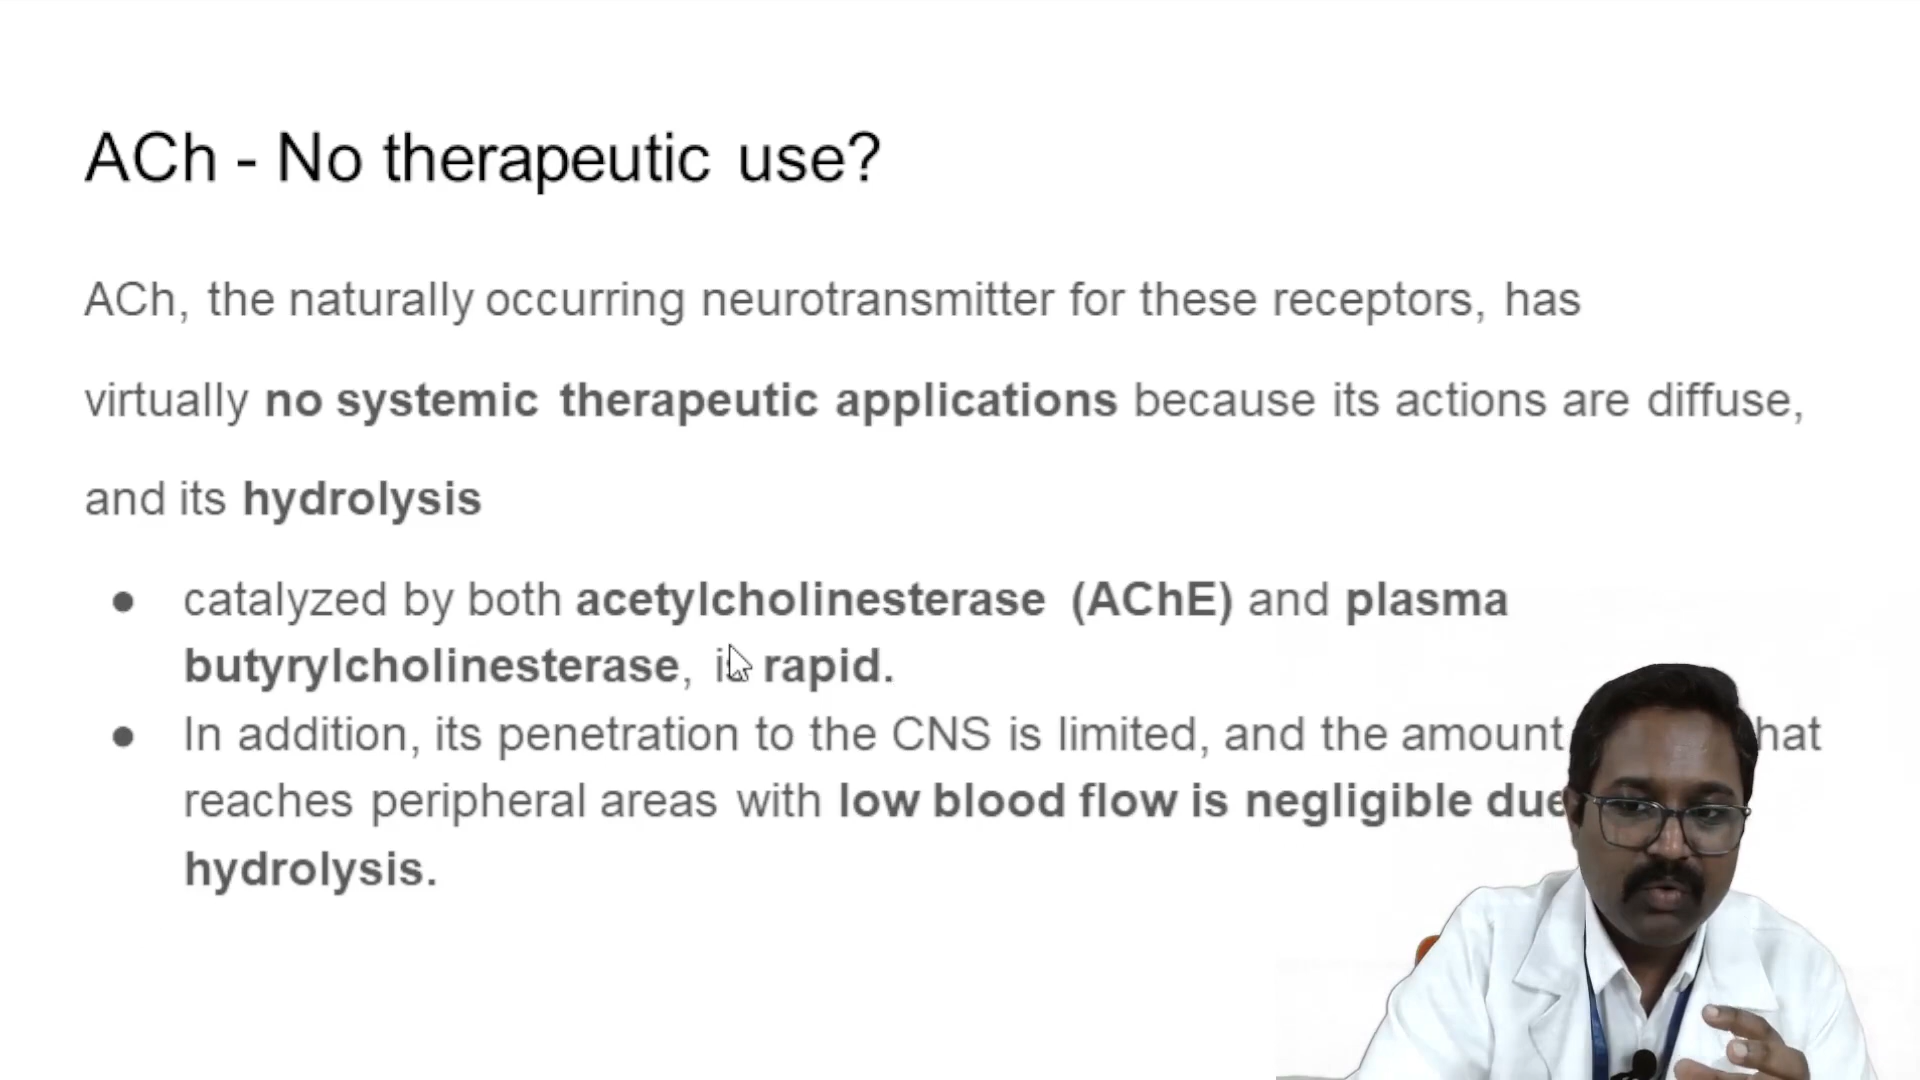 ACh - No therapeutic use?
ACh, the naturally occurring neurotransmitter for these receptors, has
virtually no systemic therapeutic applications because its actions are diffuse,
and its hydrolysis
● catalyzed by both acetylcholinesterase (AChE) and plasma
butyrylcholinesterase, is rapid.
● In addition, its penetration to the CNS is limited, and the amount
reaches peripheral areas with low blood flow is negligible due
hydrolysis.